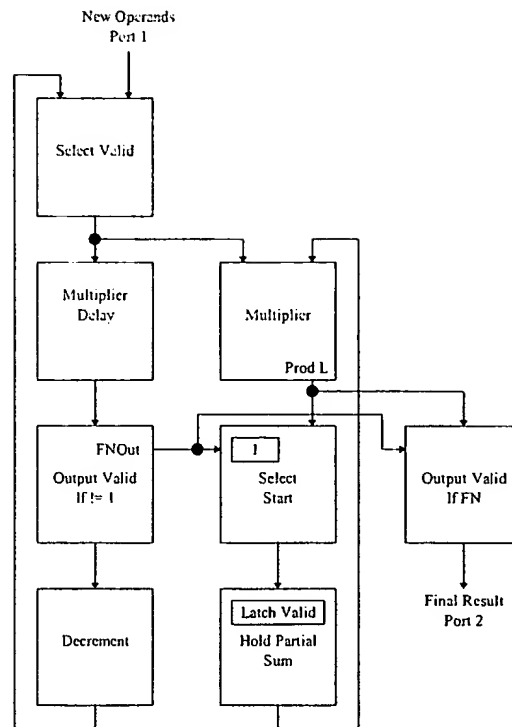 New Operands
Port 1
Select Valid
Multiplier
Delay
Multiplier
Prod L
FNOut
Output Valid
If != 1
1
Select
Start
Output Valid
If FN
Decrement
Latch Valid
Hold Partial
Sum
Final Result
Port 2